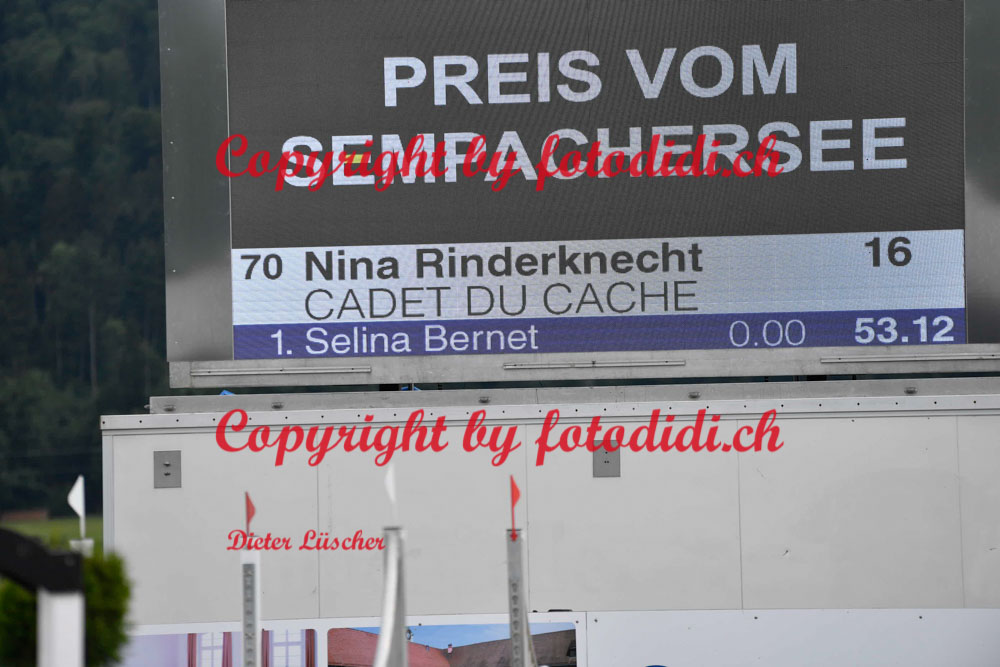 PREIS VOM
SEMPACHERSEE
Copyright by fotodidi.ch
70 Nina Rinderknecht 16
CADET DU CACHE
1. Selina Bernet 0.00 53.12
Copyright by fotodidi.ch
Dieter Lüscher